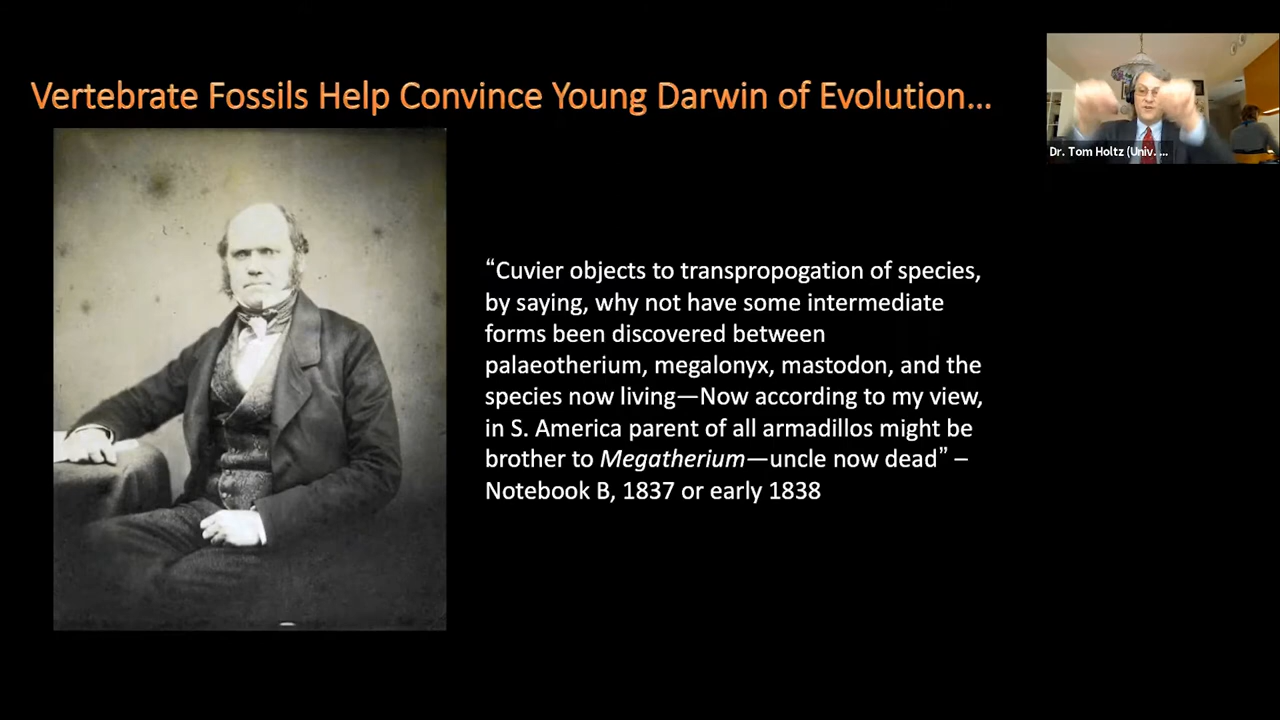 Vertebrate Fossils Help Convince Young Darwin of Evolution…
Dr. Tom Holtz (Univ. ...
“Cuvier objects to transpropogation of species,
by saying, why not have some intermediate
forms been discovered between
palaeotherium, megalonyx, mastodon, and the
species now living—Now according to my view,
in S. America parent of all armadillos might be
brother to Megatherium—uncle now dead” –
Notebook B, 1837 or early 1838